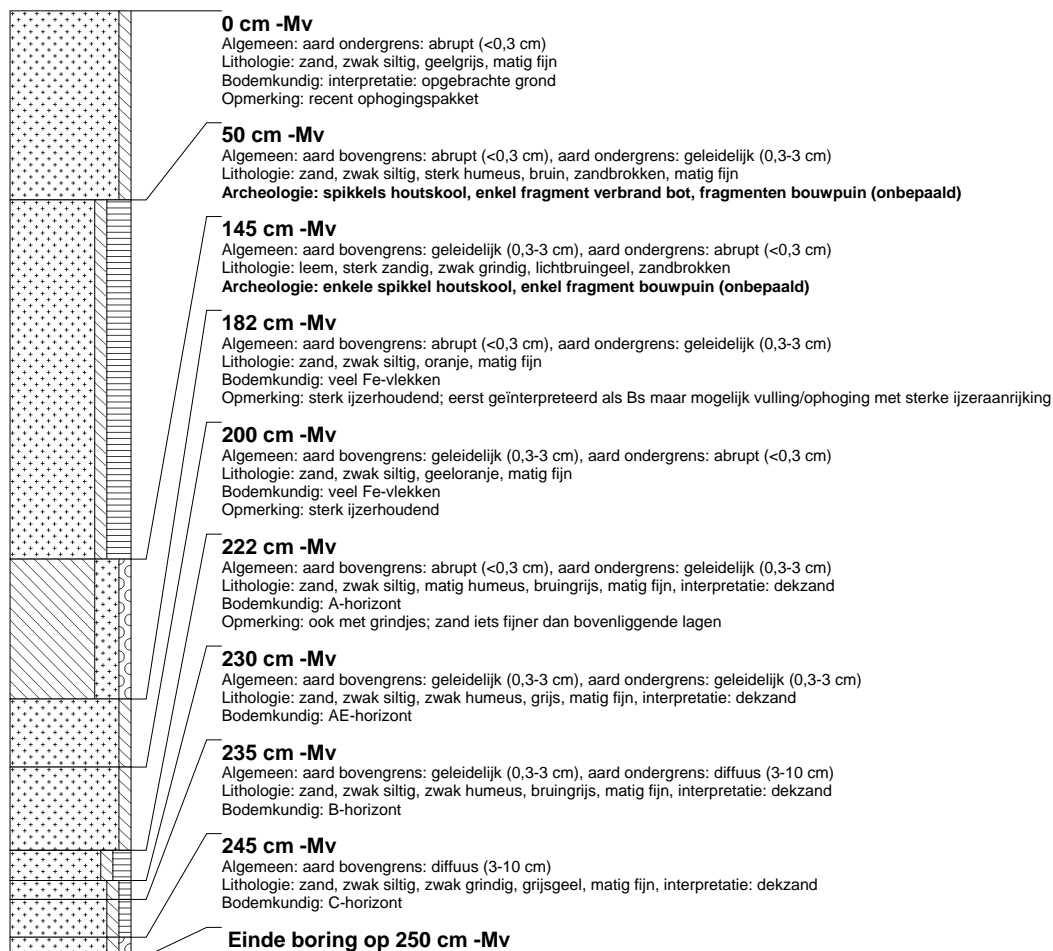 0 cm -Mv
Algemeen: aard ondergrens: abrupt (<0,3 cm)
Lithologie: zand, zwak siltig, geelgrijs, matig fijn
Bodemkundig: interpretatie: opgebrachte grond
Opmerking: recent ophogingspakket
50 cm -Mv
Algemeen: aard bovengrens: abrupt (<0,3 cm), aard ondergrens: geleidelijk (0,3-3 cm)
Lithologie: zand, zwak siltig, sterk humeus, bruin, zandbrokken, matig fijn
Archeologie: spikkels houtskool, enkel fragment verbrand bot, fragmenten bouwpuin (onbepaald)
145 cm -Mv
Algemeen: aard bovengrens: geleidelijk (0,3-3 cm), aard ondergrens: abrupt (<0,3 cm)
Lithologie: leem, sterk zandig, zwak grindig, lichtbruingeel, zandbrokken
Archeologie: enkele spikkel houtskool, enkel fragment bouwpuin (onbepaald)
182 cm -Mv
Algemeen: aard bovengrens: abrupt (<0,3 cm), aard ondergrens: geleidelijk (0,3-3 cm)
Lithologie: zand, zwak siltig, oranje, matig fijn
Bodemkundig: veel Fe-vlekken
Opmerking: sterk ijzerhoudend; eerst geïnterpreteerd als Bs maar mogelijk vulling/ophoging met sterke ijzeraanrijking
200 cm -Mv
Algemeen: aard bovengrens: geleidelijk (0,3-3 cm), aard ondergrens: abrupt (<0,3 cm)
Lithologie: zand, zwak siltig, geeloranje, matig fijn
Bodemkundig: veel Fe-vlekken
Opmerking: sterk ijzerhoudend
222 cm -Mv
Algemeen: aard bovengrens: abrupt (<0,3 cm), aard ondergrens: geleidelijk (0,3-3 cm)
Lithologie: zand, zwak siltig, matig humeus, bruingrijs, matig fijn, interpretatie: dekzand
Bodemkundig: A-horizont
Opmerking: ook met grindjes; zand iets fijner dan bovenliggende lagen
230 cm -Mv
Algemeen: aard bovengrens: geleidelijk (0,3-3 cm), aard ondergrens: geleidelijk (0,3-3 cm)
Lithologie: zand, zwak siltig, zwak humeus, grijs, matig fijn, interpretatie: dekzand
Bodemkundig: AE-horizont
235 cm -Mv
Algemeen: aard bovengrens: geleidelijk (0,3-3 cm), aard ondergrens: diffuus (3-10 cm)
Lithologie: zand, zwak siltig, zwak humeus, bruingrijs, matig fijn, interpretatie: dekzand
Bodemkundig: B-horizont
245 cm -Mv
Algemeen: aard bovengrens: diffuus (3-10 cm)
Lithologie: zand, zwak siltig, zwak grindig, grijsgeel, matig fijn, interpretatie: dekzand
Bodemkundig: C-horizont
Einde boring op 250 cm -Mv